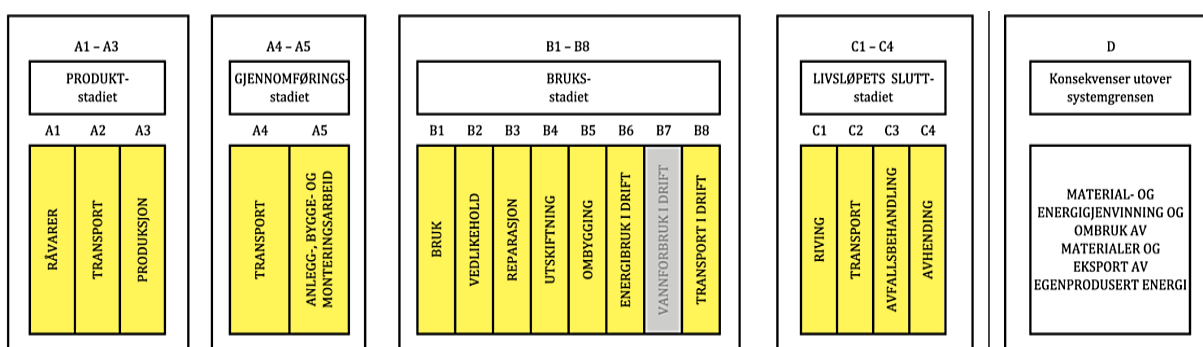 A1 – A3
PRODUKT-
stadiet
A1 A2 A3
RÅVARER
TRANSPORT
PRODUKSJON
A4 – A5
GJENNOMFØRINGS-
stadiet
A4 A5
TRANSPORT
ANLEGG-, BYGGE- OG
MONTERINGSARBEID
B1 – B8
BRUKS-
stadiet
B1 B2 B3 B4 B5 B6 B7 B8
BRUK
VEDLIKEHOLD
REPARASJON
UTSKIFTNING
OMBYGGING
ENERGIBRUK I DRIFT
VANNFORBRUK I DRIFT
TRANSPORT I DRIFT
C1 – C4
LIVSLØPETS SLUTT-
stadiet
C1 C2 C3 C4
RIVING
TRANSPORT
AVFALLSBEHANDLING
AVHENDING
D
Konsekvenser utover
systemgrensen
MATERIAL- OG
ENERGIGJENVINNING OG
OMBRUK AV
MATERIALER OG
EKSPORT AV
EGENPRODUSERT ENERGI